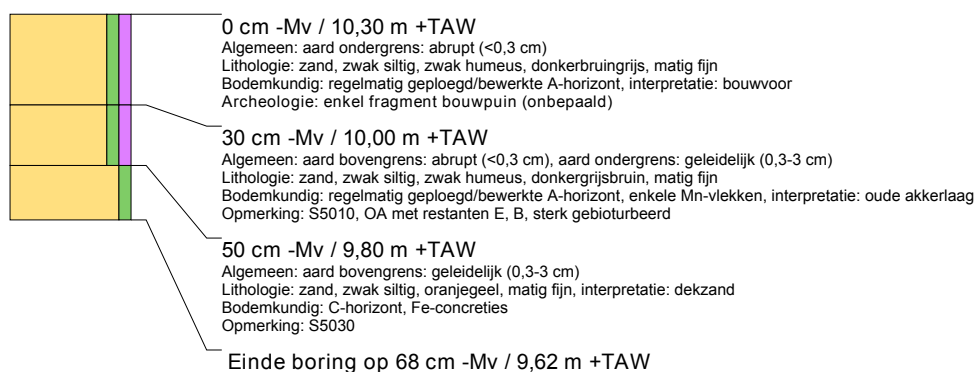 0 cm -Mv / 10,30 m +TAW
Algemeen: aard ondergrens: abrupt (<0,3 cm)
Lithologie: zand, zwak siltig, zwak humeus, donkerbruingrijs, matig fijn
Bodemkundig: regelmatig geploegd/bewerkte A-horizont, interpretatie: bouwvoor
Archeologie: enkel fragment bouwpuin (onbepaald)
30 cm -Mv / 10,00 m +TAW
Algemeen: aard bovengrens: abrupt (<0,3 cm), aard ondergrens: geleidelijk (0,3-3 cm)
Lithologie: zand, zwak siltig, zwak humeus, donkergrijsbruin, matig fijn
Bodemkundig: regelmatig geploegd/bewerkte A-horizont, enkele Mn-vlekken, interpretatie: oude akkerlaag
Opmerking: S5010, OA met restanten E, B, sterk gebioturbeerd
50 cm -Mv / 9,80 m +TAW
Algemeen: aard bovengrens: geleidelijk (0,3-3 cm)
Lithologie: zand, zwak siltig, oranjegeel, matig fijn, interpretatie: dekzand
Bodemkundig: C-horizont, Fe-concreties
Opmerking: S5030
Einde boring op 68 cm -Mv / 9,62 m +TAW